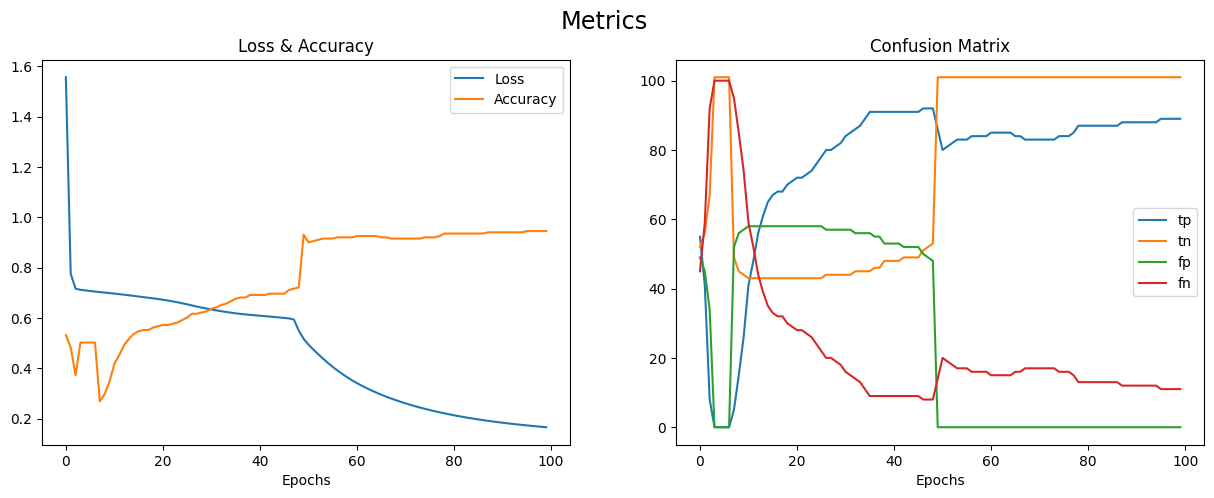 Metrics
Loss & Accuracy
1.6
1.4
1.2
1.0
0.8
0.6
0.4
0.2
0 20 40 60 80 100
Epochs
Loss
Accuracy
Confusion Matrix
100
80
60
40
20
0
0 20 40 60 80 100
Epochs
tp
tn
fp
fn